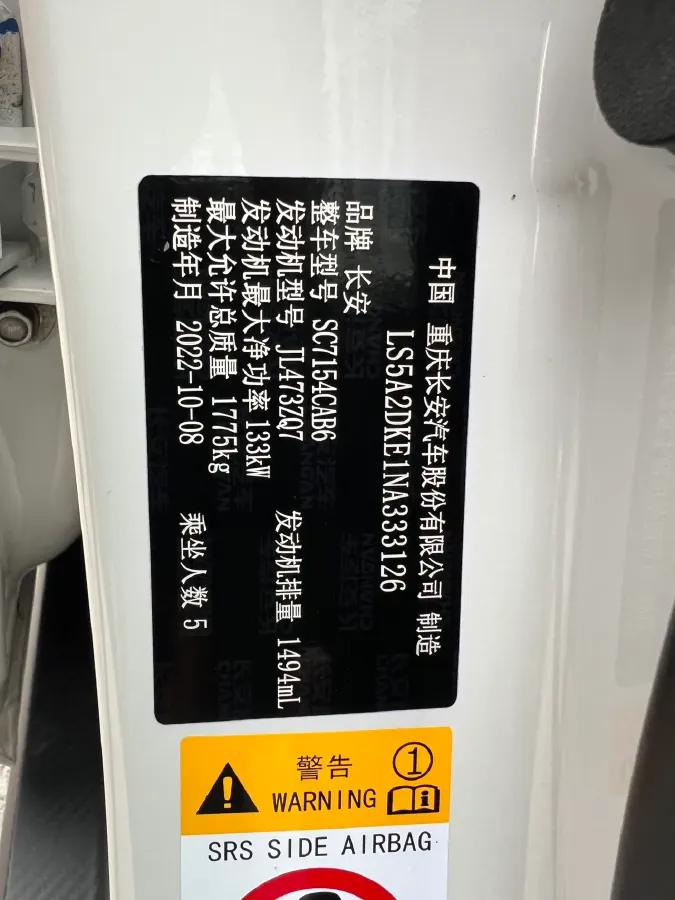 中国 重庆长安汽车股份有限公司 制造
LS5A2DKE1NA333126
品牌 长安
整车型号 SC7154CAB6
发动机型号 JL473ZQ7 发动机排量 1494mL
发动机最大净功率 133kW
最大允许总质量 1775kg
制造年月 2022-10-08 乘坐人数 5
警告 1
WARNING i
SRS SIDE AIRBAG